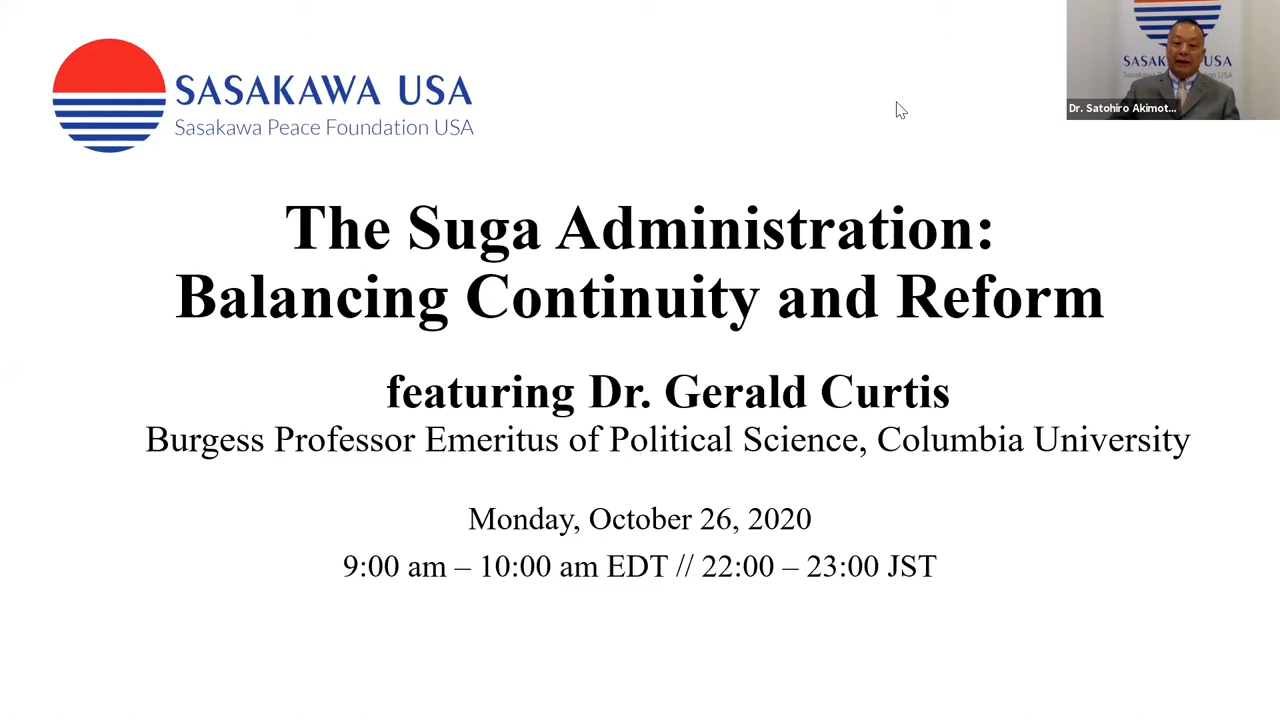 SASAKAWA USA
Sasakawa Peace Foundation USA
SASAKAWA USA
Dr. Satohiro Akimot...
The Suga Administration:
Balancing Continuity and Reform
featuring Dr. Gerald Curtis
Burgess Professor Emeritus of Political Science, Columbia University
Monday, October 26, 2020
9:00 am – 10:00 am EDT // 22:00 – 23:00 JST